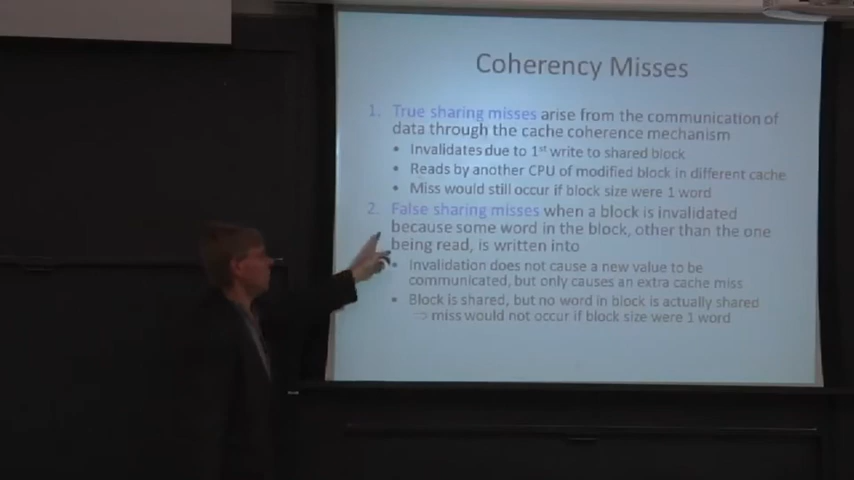 Coherency Misses
1. True sharing misses arise from the communication of
data through the cache coherence mechanism
• Invalidates due to 1st write to shared block
• Reads by another CPU of modified block in different cache
• Miss would still occur if block size were 1 word
2. False sharing misses when a block is invalidated
because some word in the block, other than the one
being read, is written into
• Invalidation does not cause a new value to be
communicated, but only causes an extra cache miss
• Block is shared, but no word in block is actually shared
⇒ miss would not occur if block size were 1 word